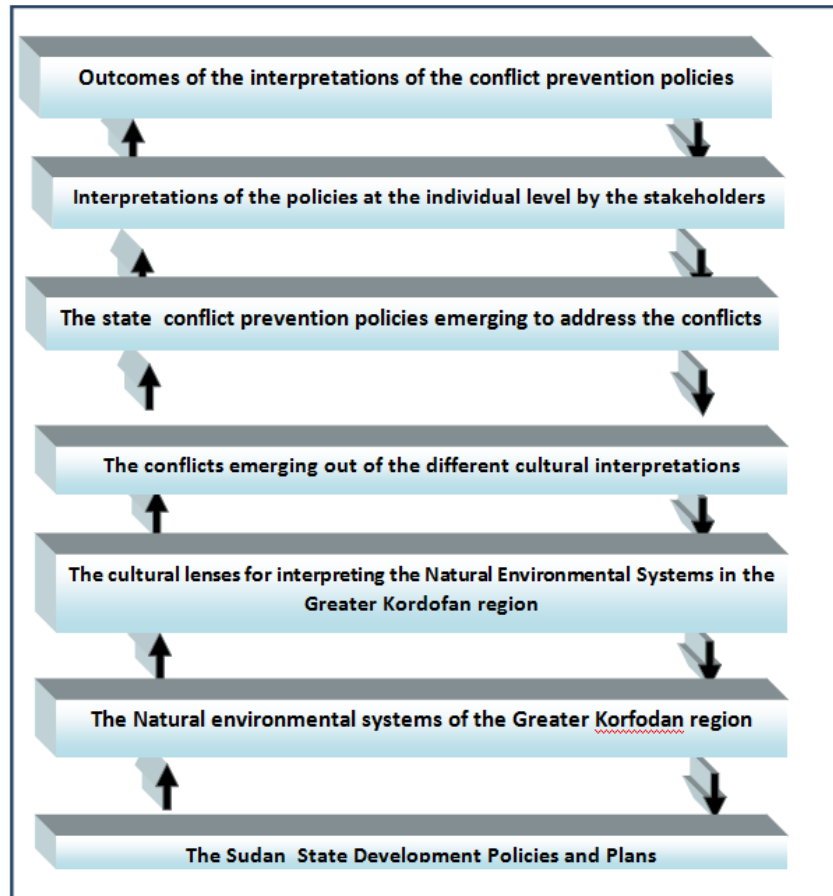 Outcomes of the interpretations of the conflict prevention policies
Interpretations of the policies at the individual level by the stakeholders
The state  conflict prevention policies emerging to address the conflicts
The conflicts emerging out of the different cultural interpretations
The cultural lenses for interpreting the Natural Environmental Systems in the
Greater Kordofan region
The Natural environmental systems of the Greater Korfodan region
The Sudan  State Development Policies and Plans